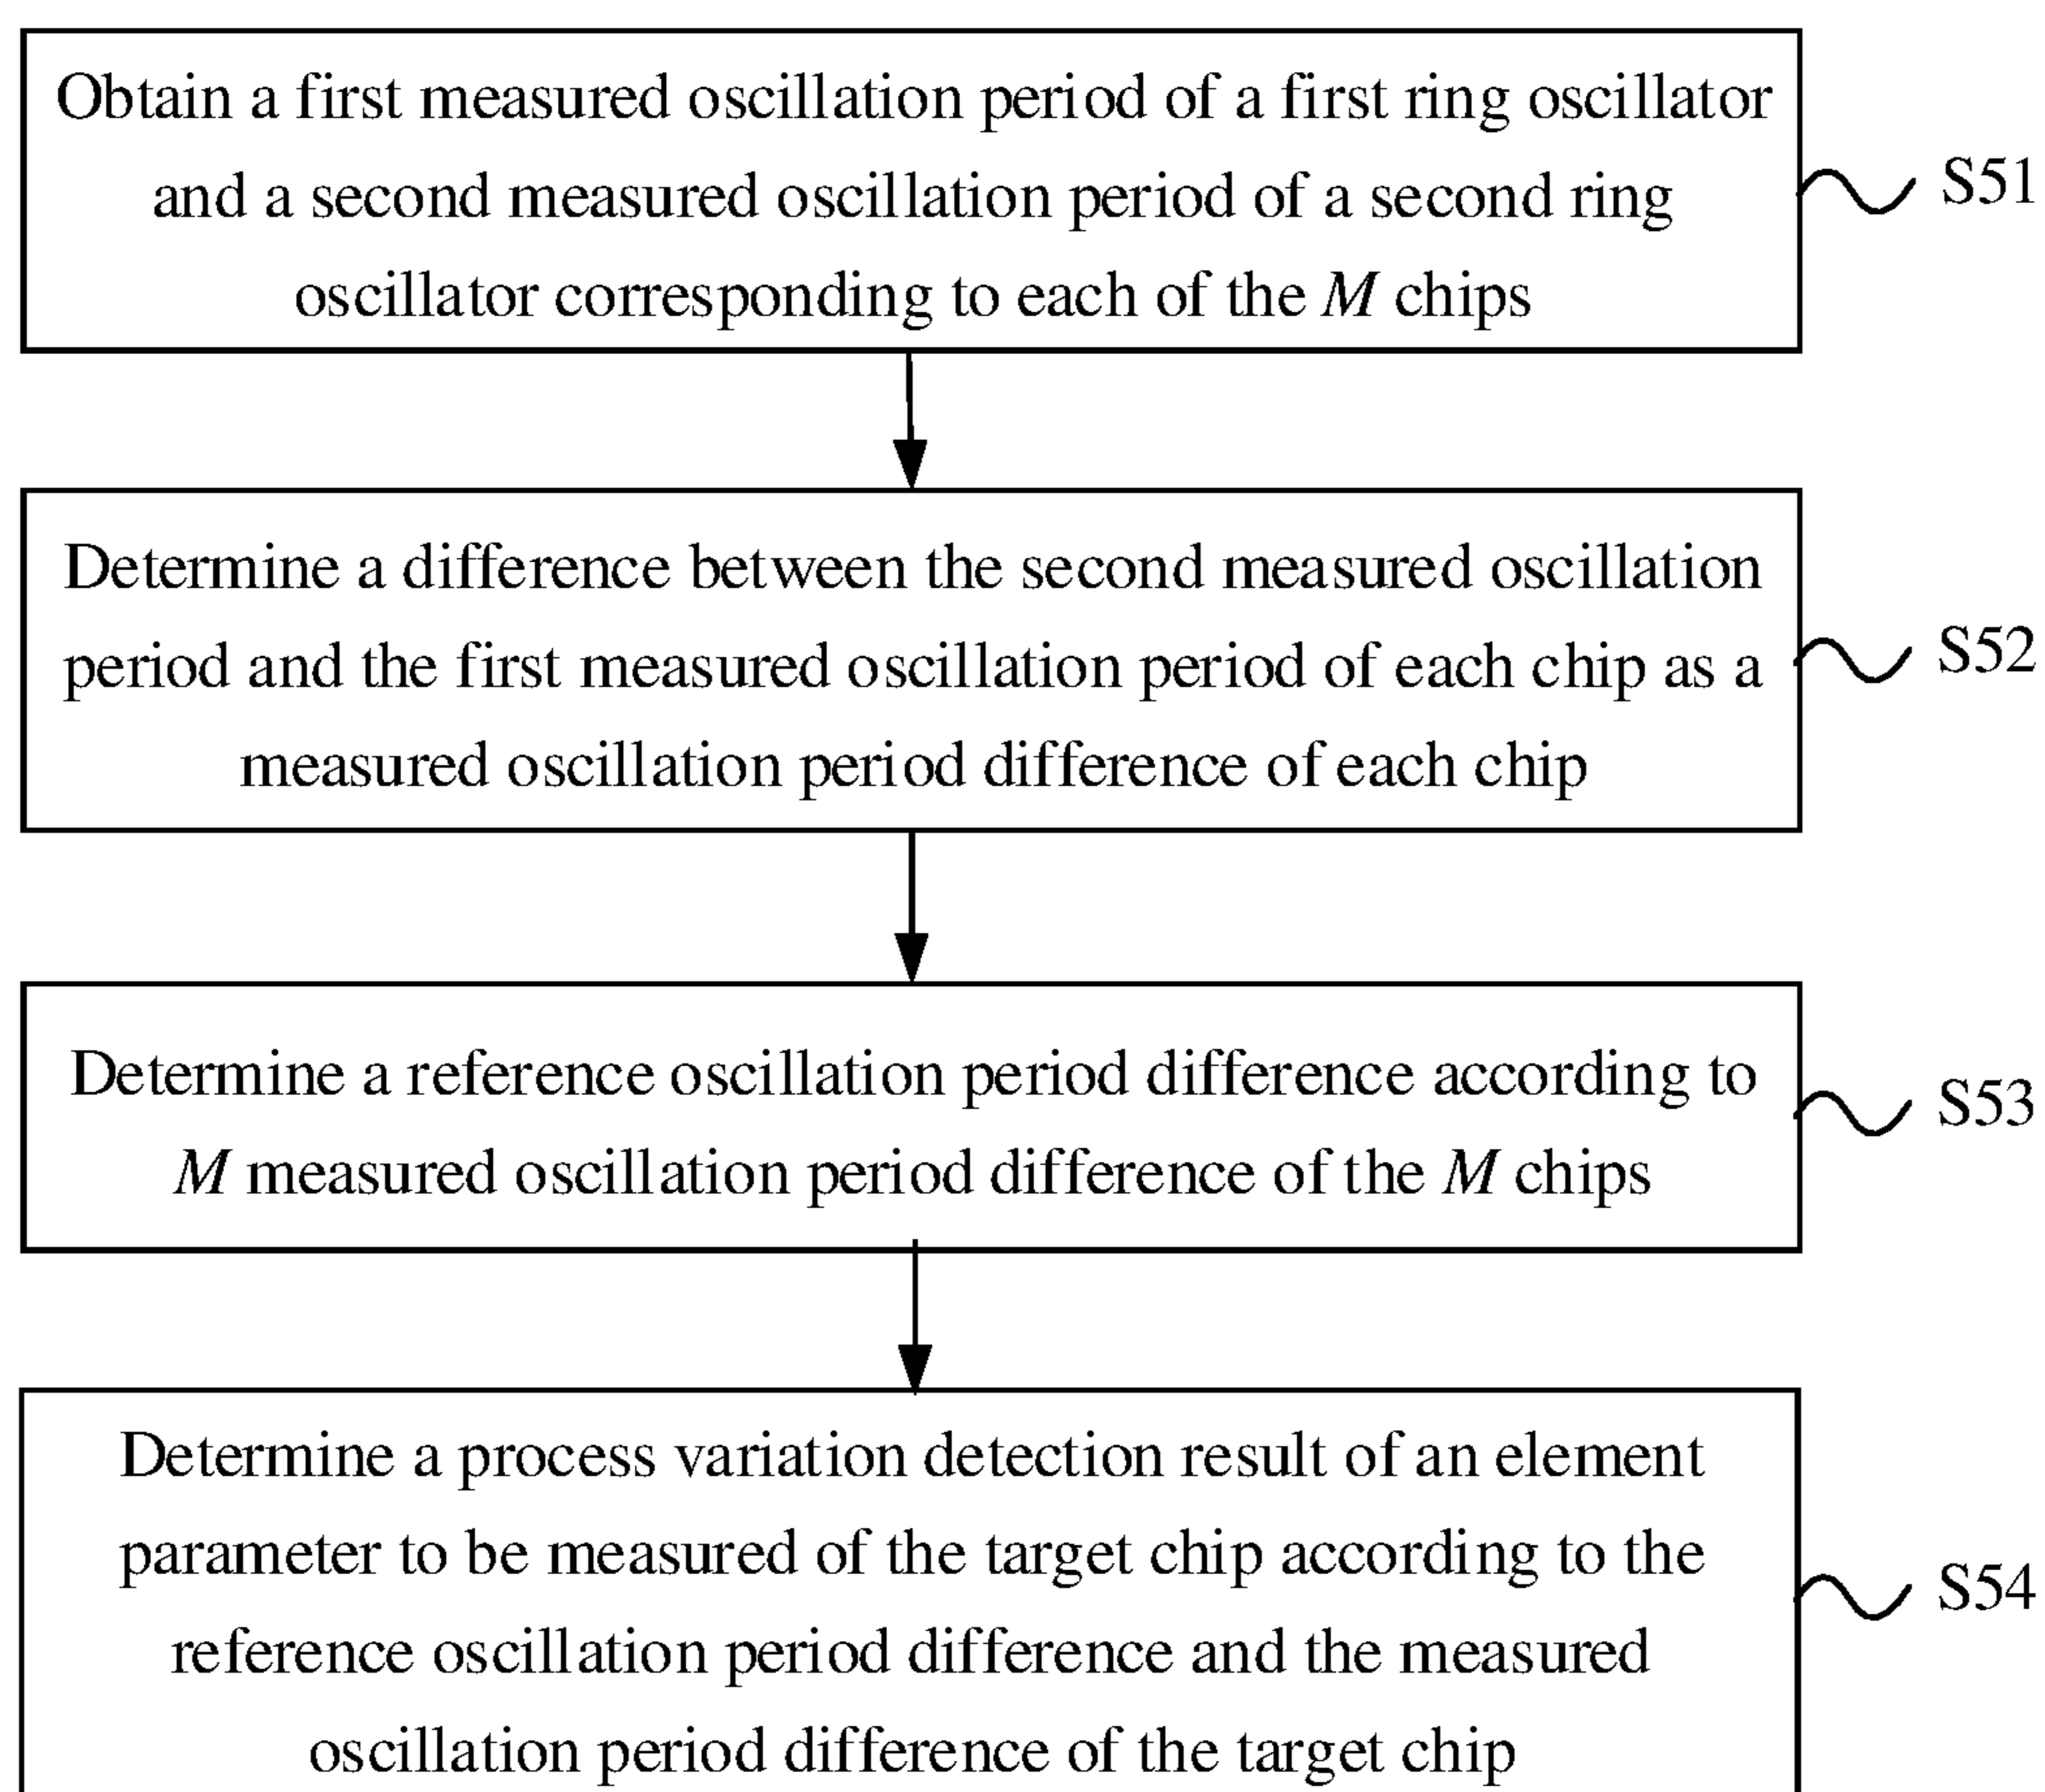 Obtain a first measured oscillation period of a first ring oscillator
and a second measured oscillation period of a second ring
oscillator corresponding to each of the M chips
S51
Determine a difference between the second measured oscillation
period and the first measured oscillation period of each chip as a
measured oscillation period difference of each chip
S52
Determine a reference oscillation period difference according to
M measured oscillation period difference of the M chips
S53
Determine a process variation detection result of an element
parameter to be measured of the target chip according to the
reference oscillation period difference and the measured
oscillation period difference of the target chip
S54